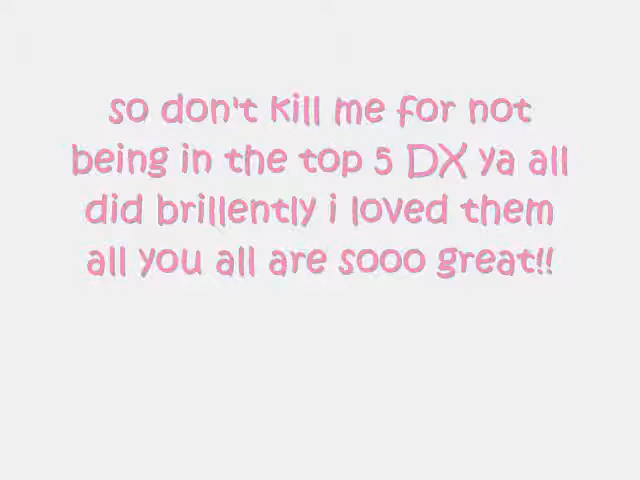 so don't kill me for not
being in the top 5 DX ya all
did brillently i loved them
all you all are sooo great!!